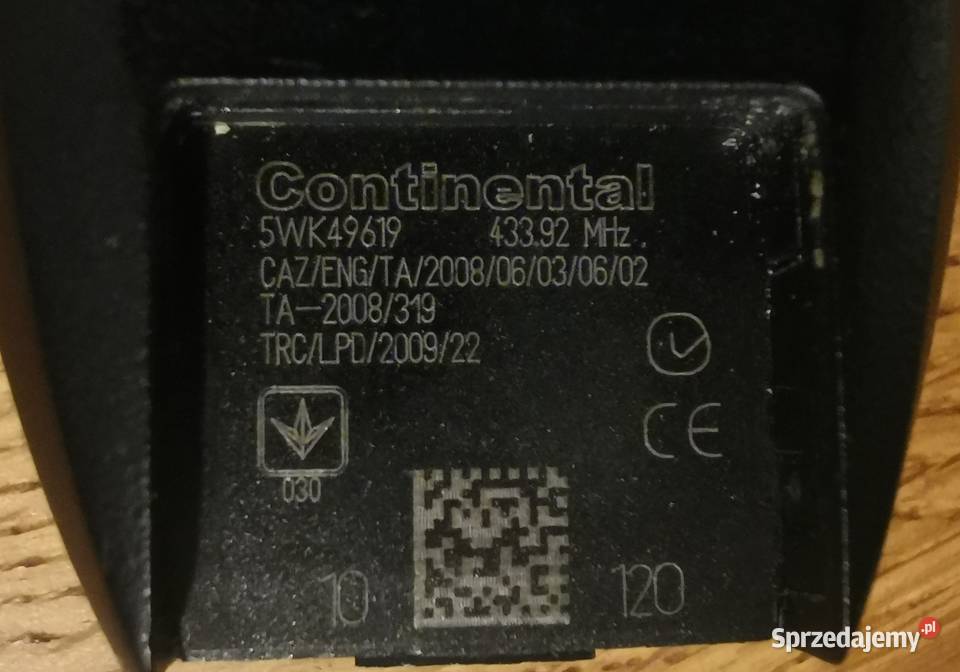 Continental
5WK49619 433.92 MHz.
CAZ/ENG/TA/2008/06/03/06/02
TA-2008/319
TRC/LPD/2009/22
CE
030
10 120
Sprzedajemy.pl